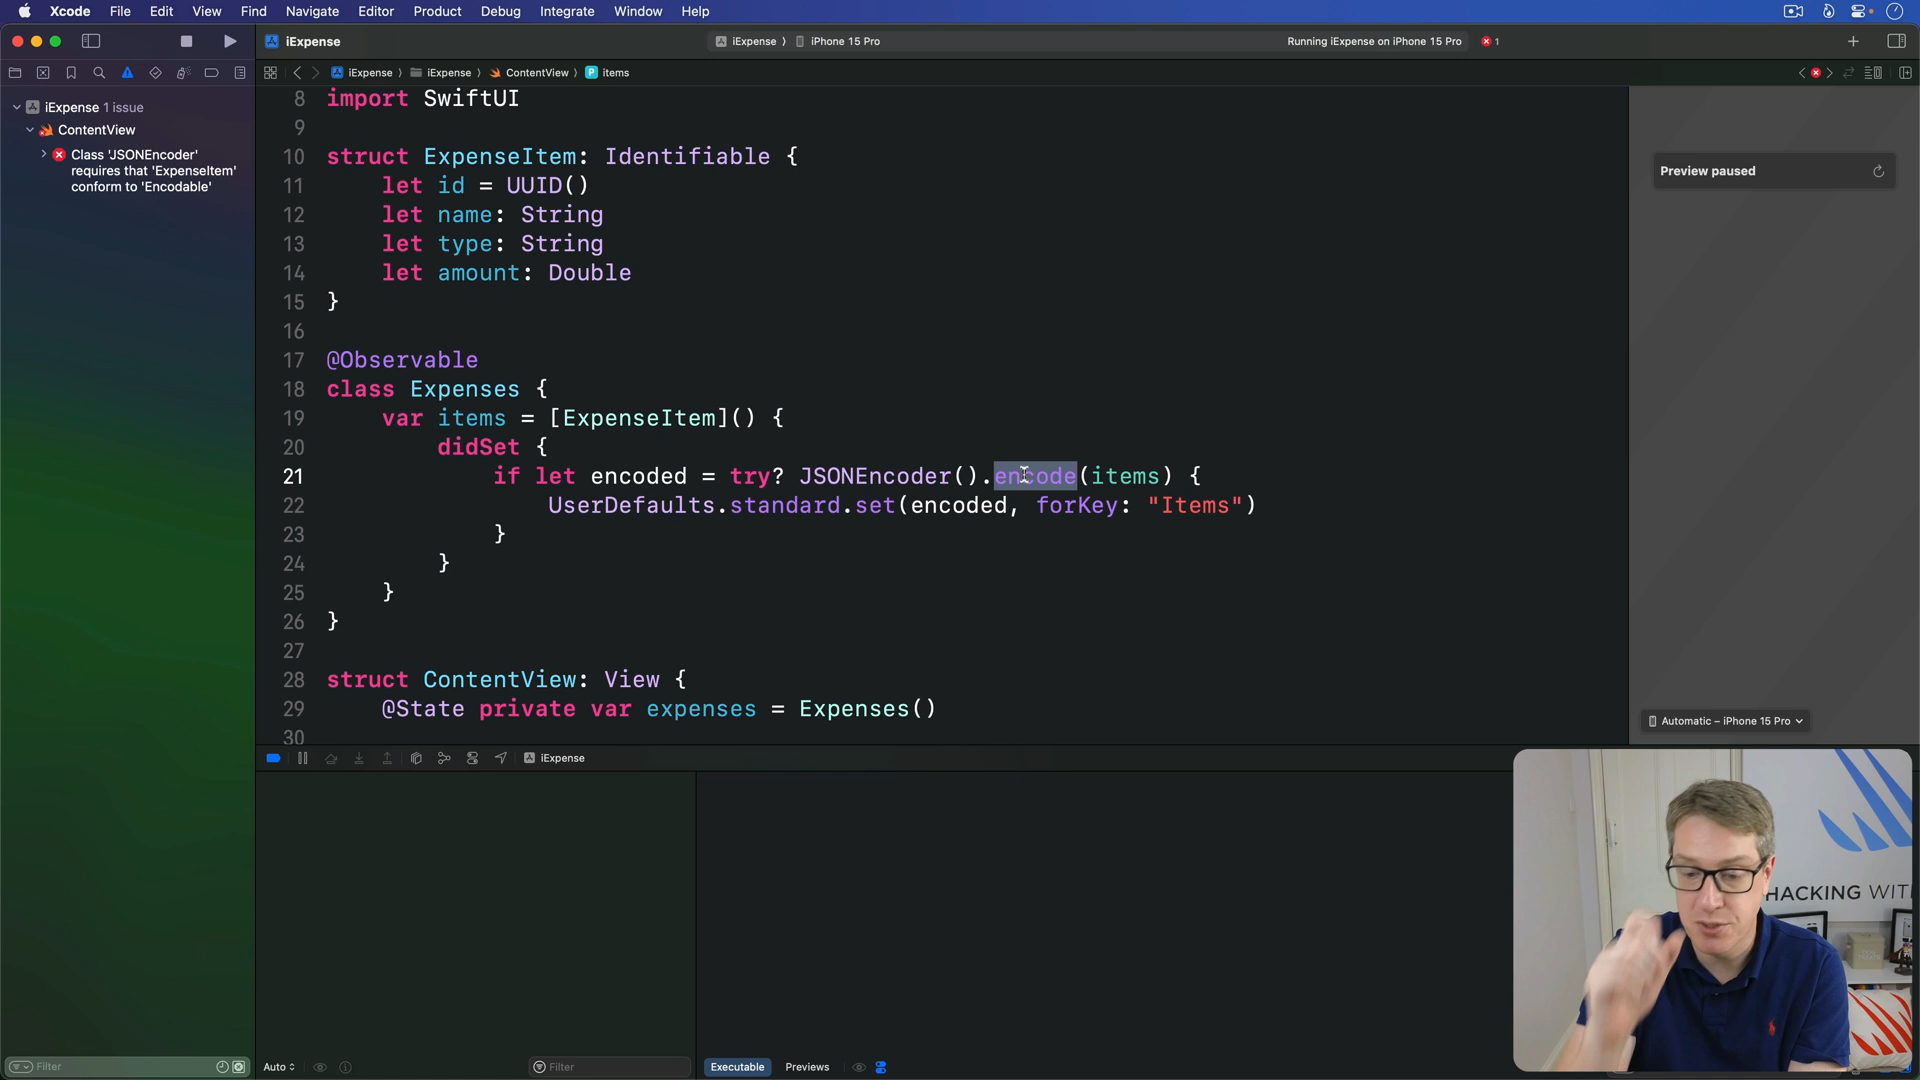 Xcode File Edit View Find Navigate Editor Product Debug Integrate Window Help
iExpense
iExpense 〉 iPhone 15 Pro
Running iExpense on iPhone 15 Pro
1
iExpense 〉 iExpense 〉 ContentView 〉 P items
iExpense 1 issue
ContentView
Class 'JSONEncoder'
requires that 'ExpenseItem'
conform to 'Encodable'
8 import SwiftUI
9
10 struct ExpenseItem: Identifiable {
11 let id = UUID()
12 let name: String
13 let type: String
14 let amount: Double
15 }
16
17 @Observable
18 class Expenses {
19 var items = [ExpenseItem]() {
20 didSet {
21 if let encoded = try? JSONEncoder().encode(items) {
22 UserDefaults.standard.set(encoded, forKey: "Items")
23 }
24 }
25 }
26 }
27
28 struct ContentView: View {
29 @State private var expenses = Expenses()
30
Preview paused
Automatic – iPhone 15 Pro
iExpense
HACKING WIT
Filter
Auto
Filter
Executable
Previews